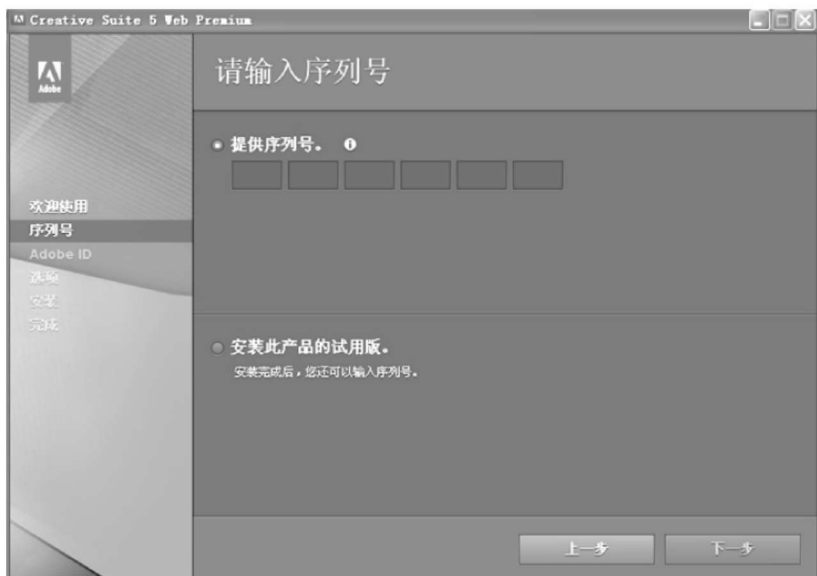 Creative Suite 5 Web Premium
Adobe
请输入序列号
提供序列号。
欢迎使用
序列号
Adobe ID
选项
安装
完成
安装此产品的试用版。
安装完成后，您还可以输入序列号。
上一步
下一步